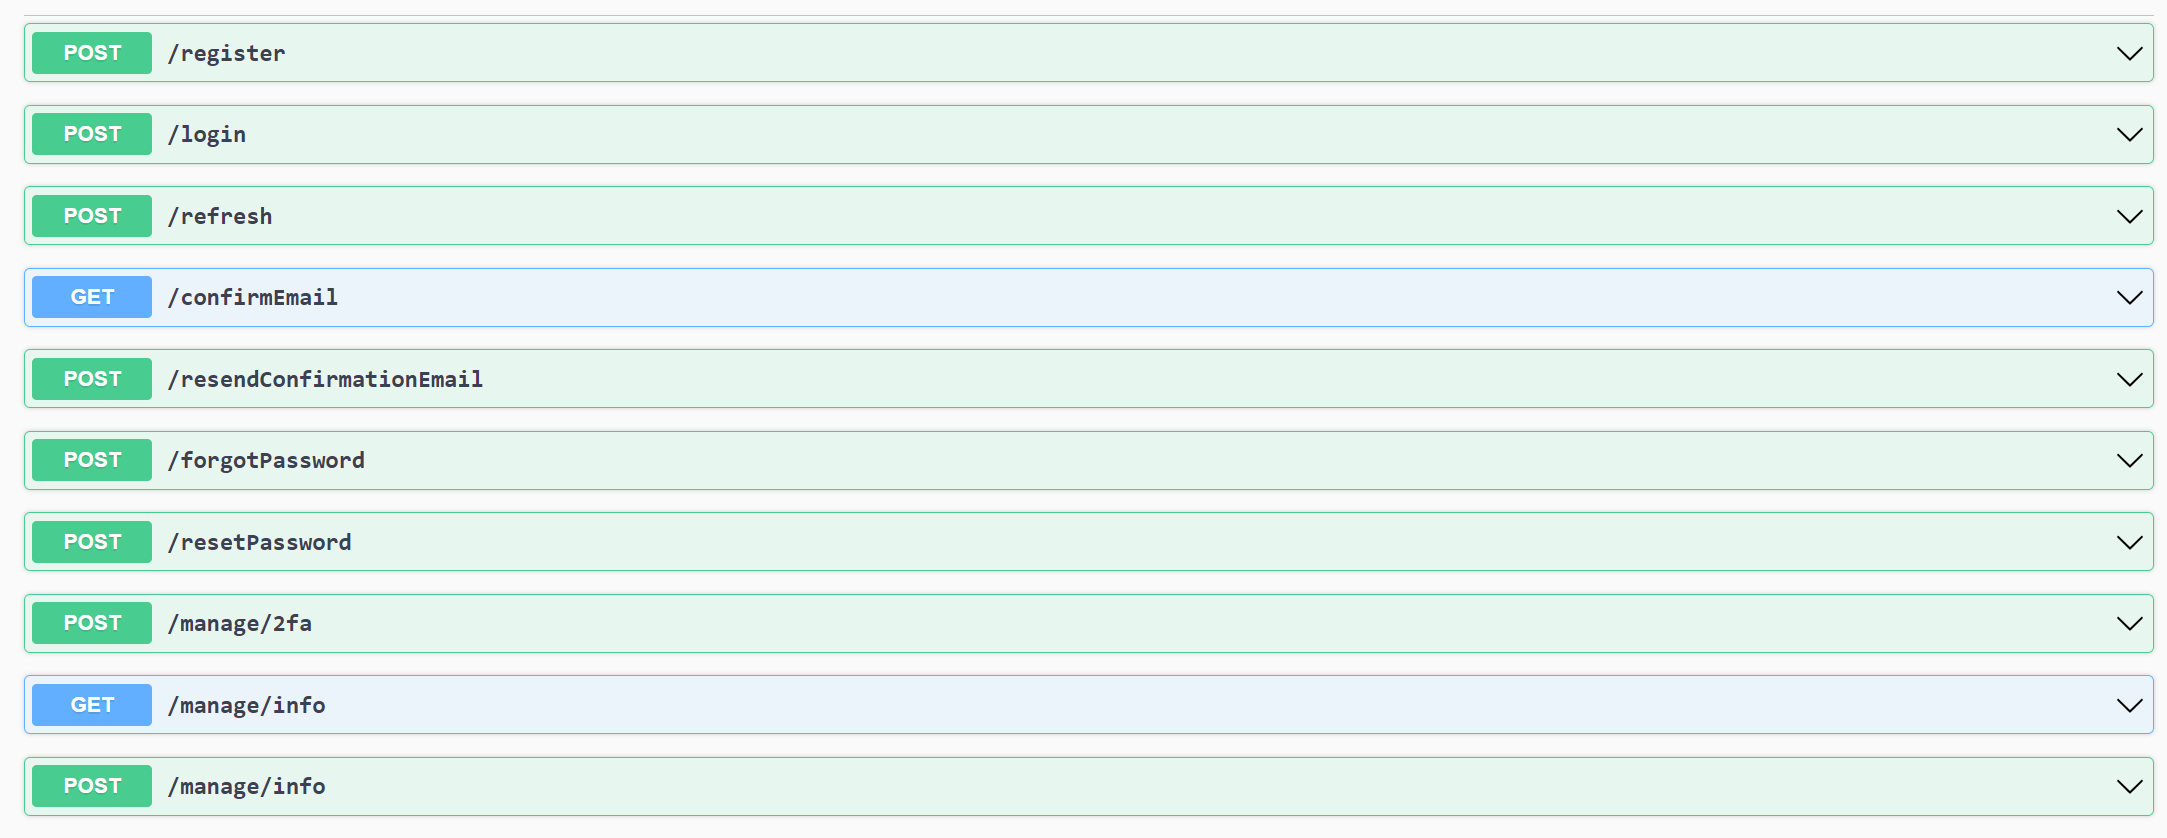 POST /register
POST /login
POST /refresh
GET /confirmEmail
POST /resendConfirmationEmail
POST /forgotPassword
POST /resetPassword
POST /manage/2fa
GET /manage/info
POST /manage/info